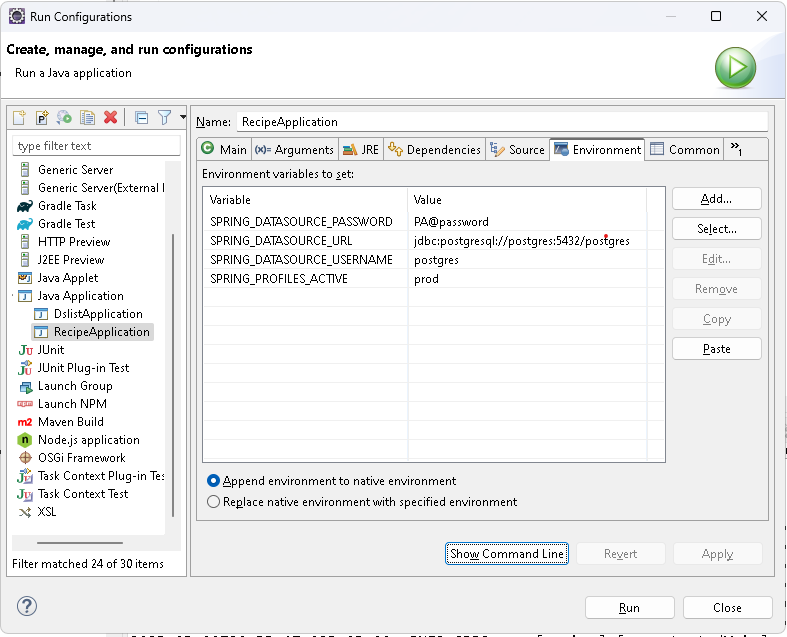 Run Configurations
Create, manage, and run configurations
Run a Java application
Name: RecipeApplication
type filter text
Main (x)= Arguments JRE Dependencies Source Environment Common »1
Generic Server
Generic Server(External l
Gradle Task
Gradle Test
HTTP Preview
J2EE Preview
Java Applet
Java Application
DslistApplication
RecipeApplication
JUnit
JUnit Plug-in Test
Launch Group
Launch NPM
Maven Build
Node.js application
OSGi Framework
Task Context Plug-in Tes
Task Context Test
XSL
Filter matched 24 of 30 items
Environment variables to set:
Variable Value
SPRING_DATASOURCE_PASSWORD PA@password
SPRING_DATASOURCE_URL jdbc:postgresql://postgres:5432/postgres
SPRING_DATASOURCE_USERNAME postgres
SPRING_PROFILES_ACTIVE prod
Add...
Select...
Edit...
Remove
Copy
Paste
Append environment to native environment
Replace native environment with specified environment
Show Command Line Revert Apply
Run Close